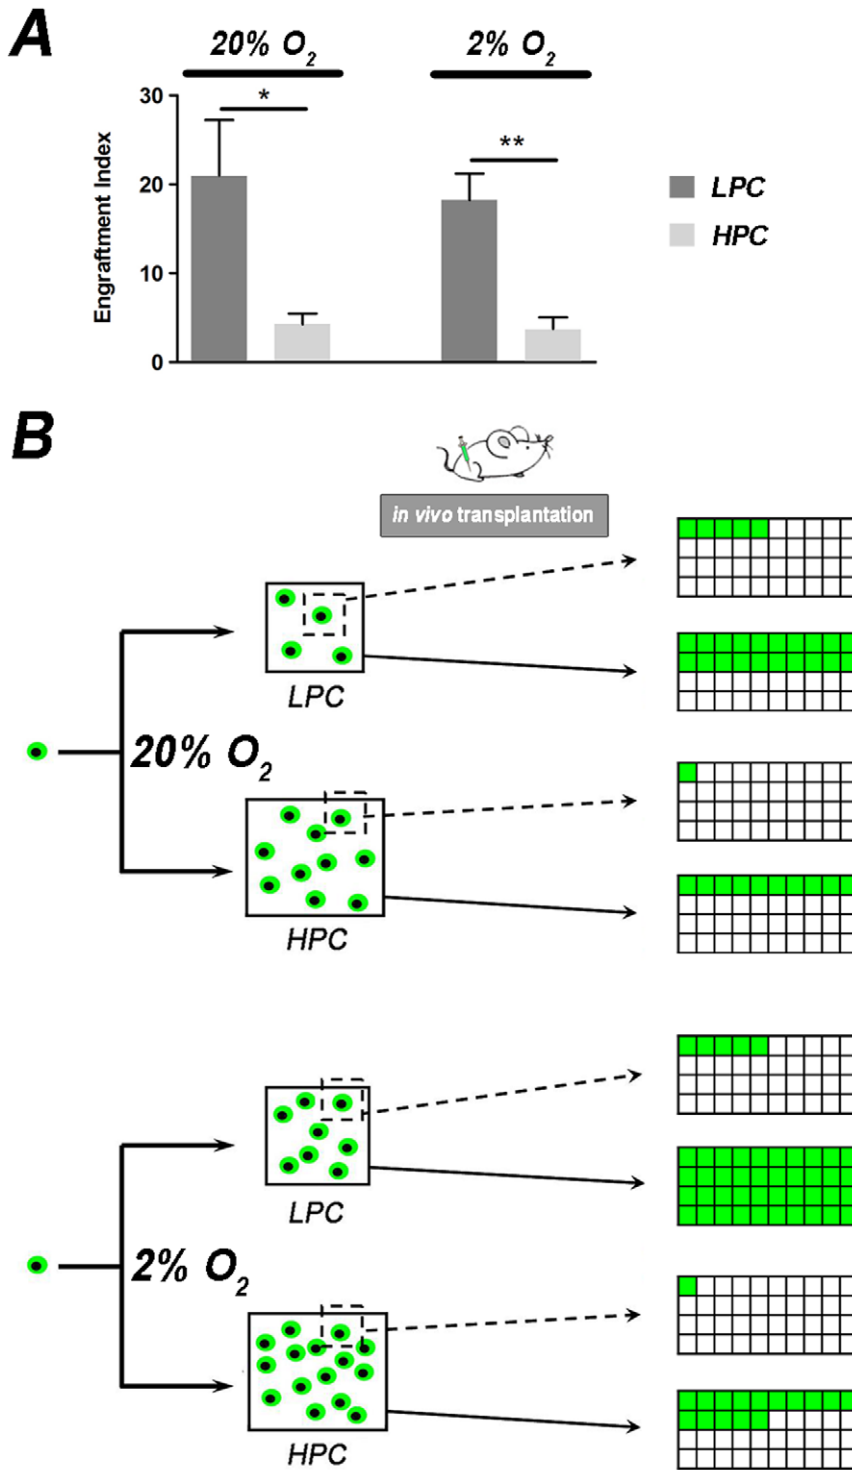 A
20% O2
2% O2
*
**
30
20
10
0
Engraftment Index
LPC
HPC
B
in vivo transplantation
LPC
20% O2
HPC
LPC
2% O2
HPC